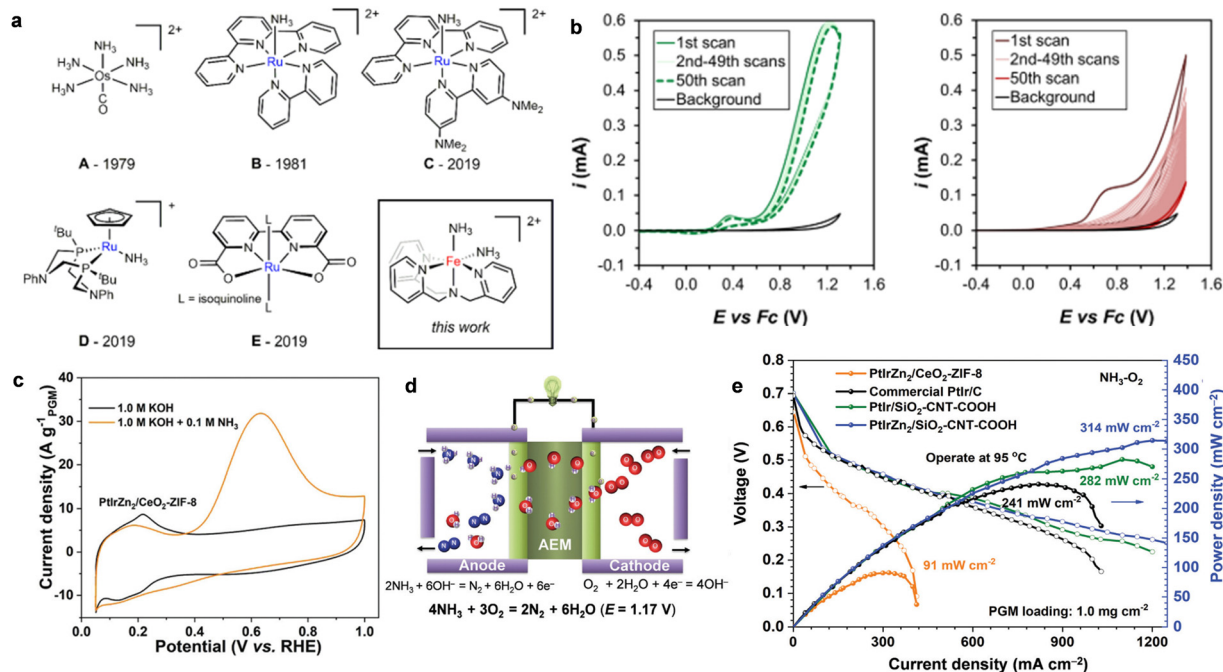 a
2+
NH3
H3N
NH3
Os
H3N
NH3
C
O
A - 1979
2+
NH3
N
N
N
Ru
N
N
B - 1981
2+
NH3
N
N
N
Ru
N
N
NMe2
NMe2
C - 2019
+
tBu
P
Ru
NH3
P
PhN
tBu
NPh
D - 2019
L
N
N
O
O
Ru
O
O
L = isoquinoline
L
E - 2019
2+
NH3
NH3
N
Fe
N
N
N
this work
b
0.6
0.5
0.4
0.3
0.2
0.1
0.0
-0.1
i (mA)
1st scan
2nd-49th scans
50th scan
Background
-0.4 0.0 0.4 0.8 1.2 1.6
E vs Fc (V)
0.6
0.5
0.4
0.3
0.2
0.1
0.0
-0.1
i (mA)
1st scan
2nd-49th scans
50th scan
Background
-0.4 0.0 0.4 0.8 1.2 1.6
E vs Fc (V)
c
40
30
20
10
0
-10
Current density (A g⁻¹PGM)
1.0 M KOH
1.0 M KOH + 0.1 M NH3
PtIrZn2/CeO2-ZIF-8
0.0 0.2 0.4 0.6 0.8 1.0
Potential (V vs. RHE)
d
AEM
Anode
Cathode
2NH3 + 6OH⁻ = N2 + 6H2O + 6e⁻
O2 + 2H2O + 4e⁻ = 4OH⁻
4NH3 + 3O2 = 2N2 + 6H2O (E = 1.17 V)
e
0.8
0.7
0.6
0.5
0.4
0.3
0.2
0.1
0.0
Voltage (V)
PtIrZn2/CeO2-ZIF-8
Commercial PtIr/C
PtIr/SiO2-CNT-COOH
PtIrZn2/SiO2-CNT-COOH
NH3-O2
314 mW cm⁻²
Operate at 95 °C
282 mW cm⁻²
241 mW cm⁻²
91 mW cm⁻²
PGM loading: 1.0 mg cm⁻²
450
400
350
300
250
200
150
100
50
0
Power density (mW cm⁻²)
0 300 600 900 1200
Current density (mA cm⁻²)